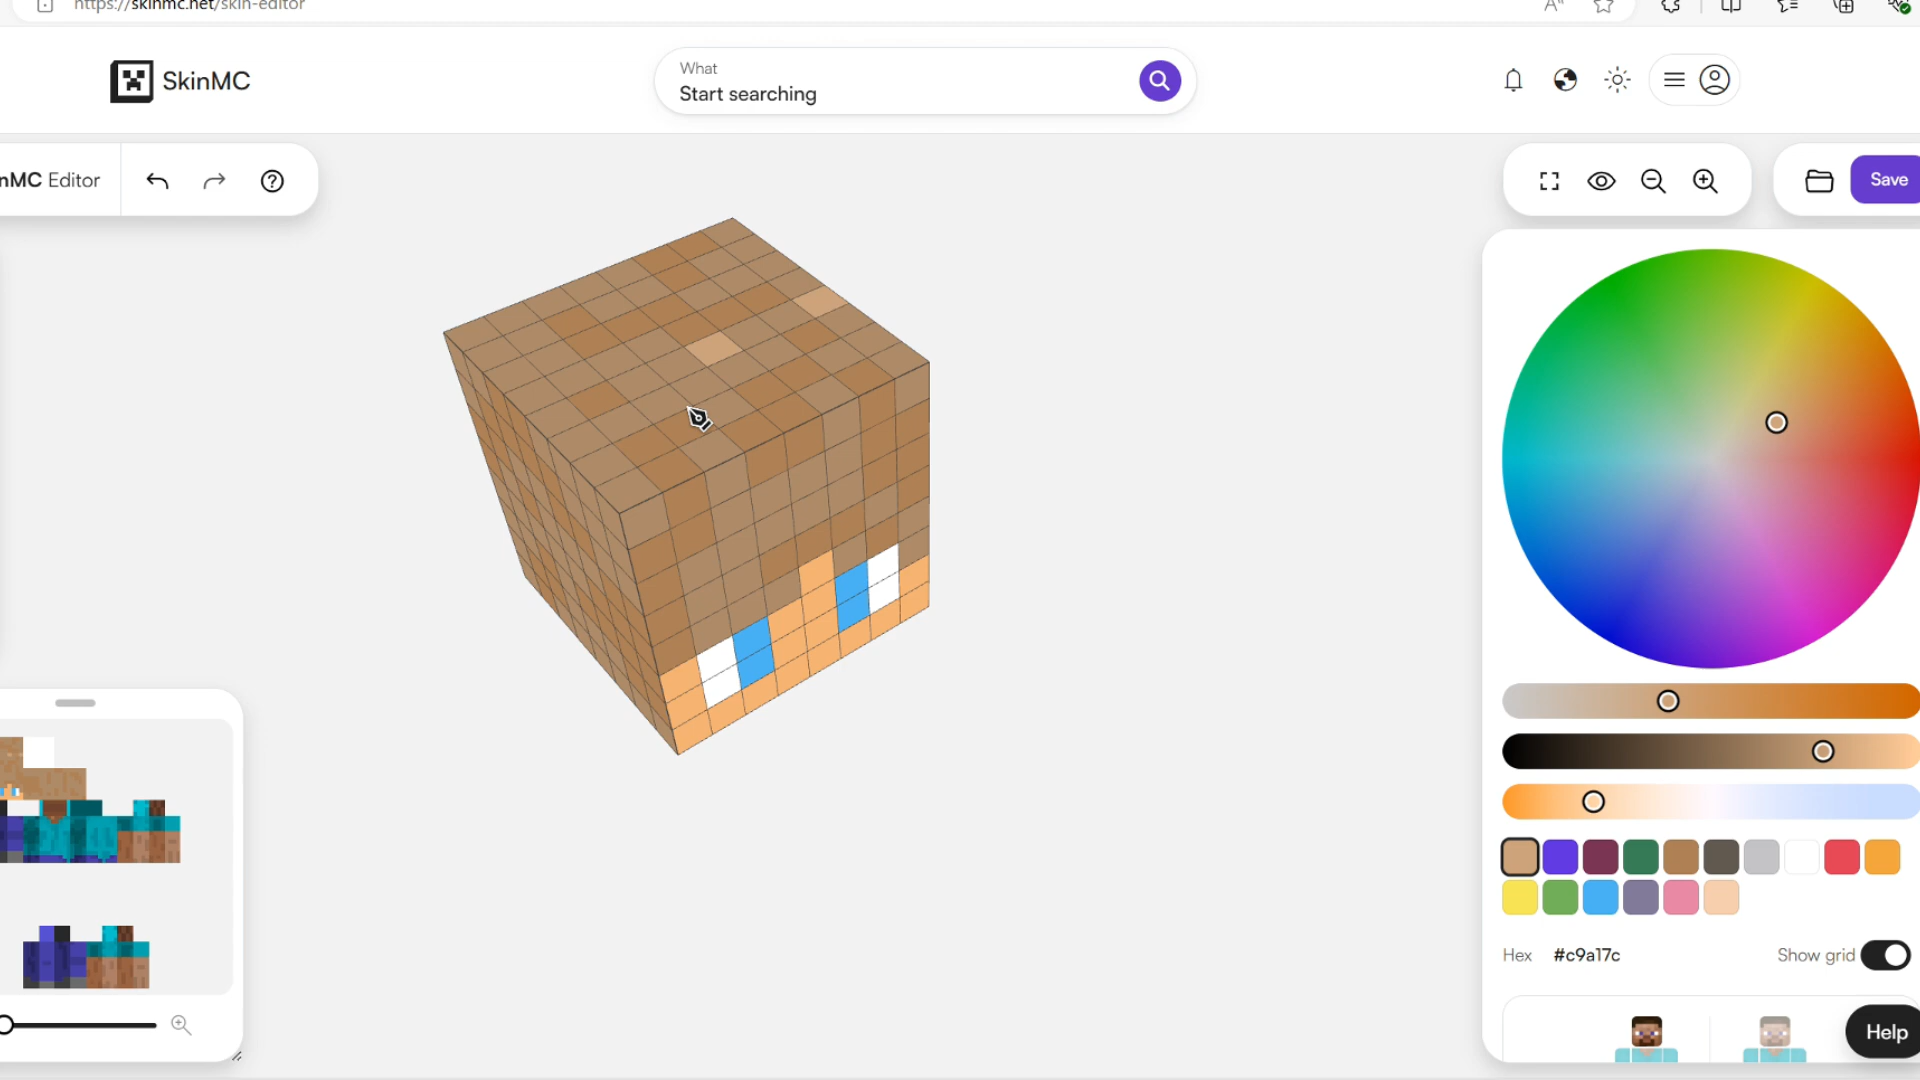 https://skinmc.net/skin-editor
SkinMC
What
Start searching
nMC Editor
Save
Hex #c9a17c
Show grid
Help